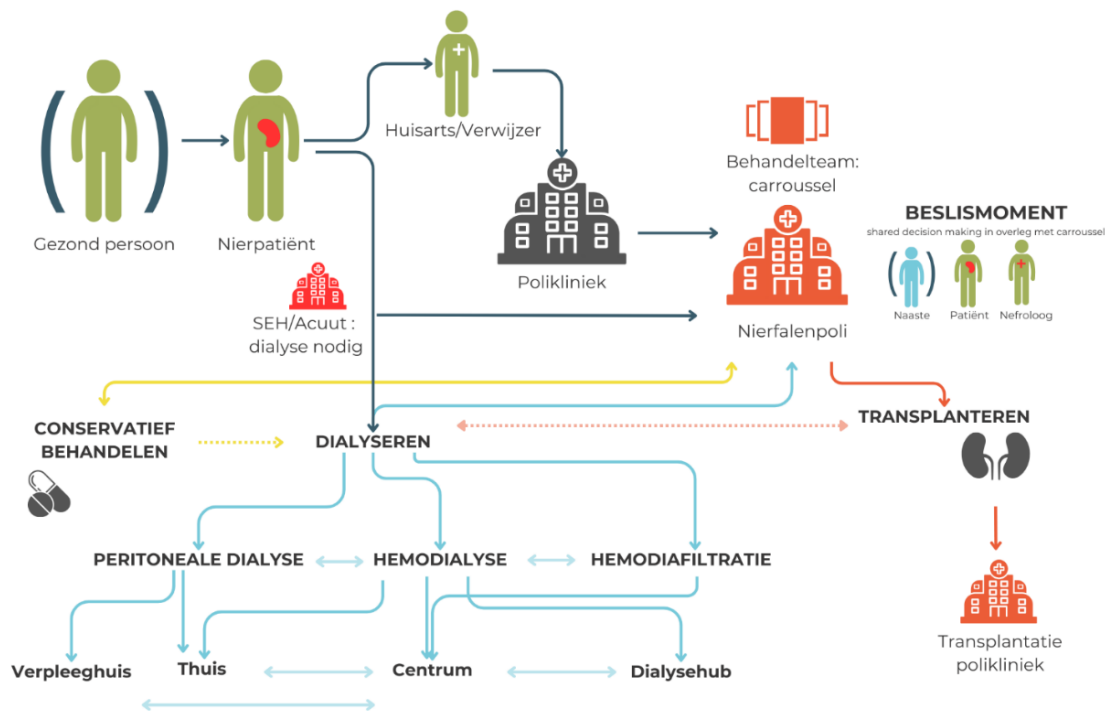 Gezond persoon
Nierpatiënt
Huisarts/Verwijzer
Polikliniek
Behandelteam:
carroussel
Nierfalenpoli
BESLISMOMENT
shared decision making in overleg met carroussel
Naaste
Patiënt
Nefroloog
SEH/Acuut :
dialyse nodig
CONSERVATIEF
BEHANDELEN
DIALYSEREN
TRANSPLANTEREN
PERITONEALE DIALYSE
HEMODIALYSE
HEMODIAFILTRATIE
Verpleeghuis
Thuis
Centrum
Dialysehub
Transplantatie
polikliniek